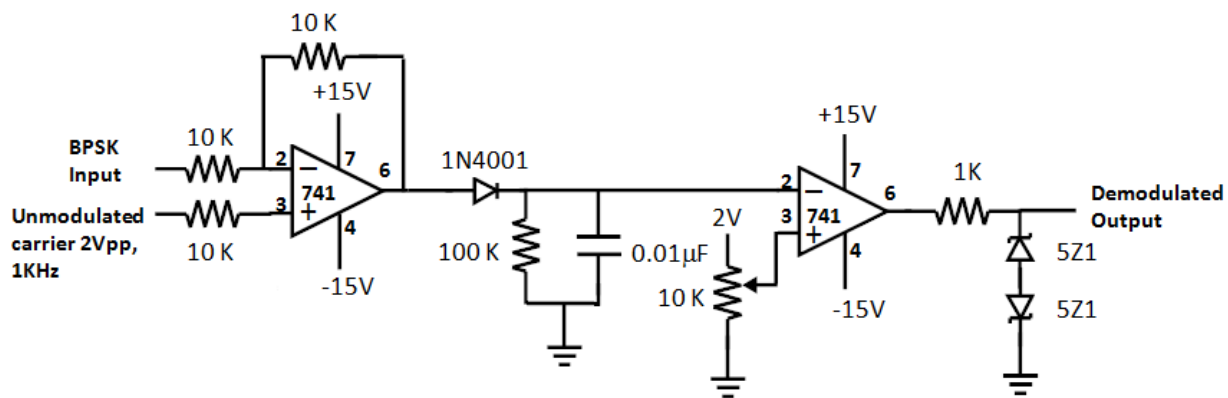 10 K
+15V
BPSK
Input
10 K
2
7
6
741
3
4
Unmodulated
carrier 2Vpp,
1KHz
10 K
-15V
1N4001
100 K
0.01µF
+15V
2
7
6
741
3
4
2V
10 K
-15V
1K
Demodulated
Output
5Z1
5Z1